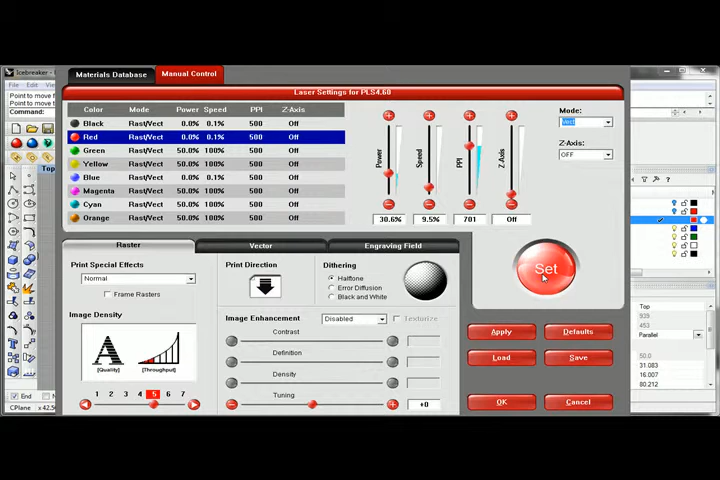 Icebreaker
File Edit
Point to move f
Point to move t
Command:
Top
End
CPlane x 42.5
Materials Database Manual Control
Laser Settings for PLS4.60
Color Mode Power Speed PPI Z-Axis
Black Rast/Vect 0.0% 0.1% 500 Off
Red Rast/Vect 0.0% 0.1% 500 Off
Green Rast/Vect 50.0% 100% 500 Off
Yellow Rast/Vect 50.0% 100% 500 Off
Blue Rast/Vect 0.0% 0.1% 500 Off
Magenta Rast/Vect 50.0% 100% 500 Off
Cyan Rast/Vect 50.0% 100% 500 Off
Orange Rast/Vect 50.0% 100% 500 Off
Power Speed PPI Z-Axis
30.6% 9.5% 701 Off
Mode:
Vect
Z-Axis:
OFF
Set
Apply Defaults
Load Save
OK Cancel
Raster Vector Engraving Field
Print Special Effects
Normal
Frame Rasters
Image Density
A
[Quality] [Throughput]
1 2 3 4 5 6 7
Print Direction
Dithering
Halftone
Error Diffusion
Black and White
Image Enhancement Disabled Texturize
Contrast
Definition
Density
Tuning
+0
Top
939
453
Parallel
50.0
31.083
16.007
80.212